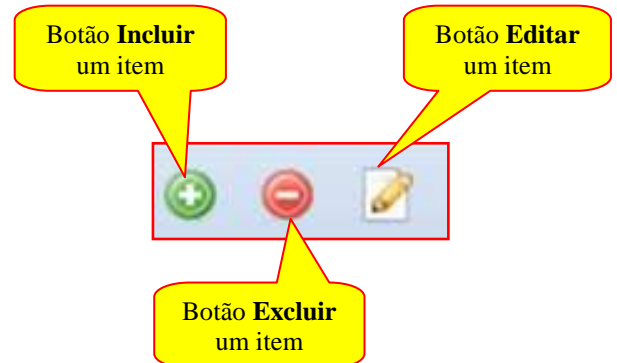 Botão Incluir
um item
Botão Editar
um item
Botão Excluir
um item